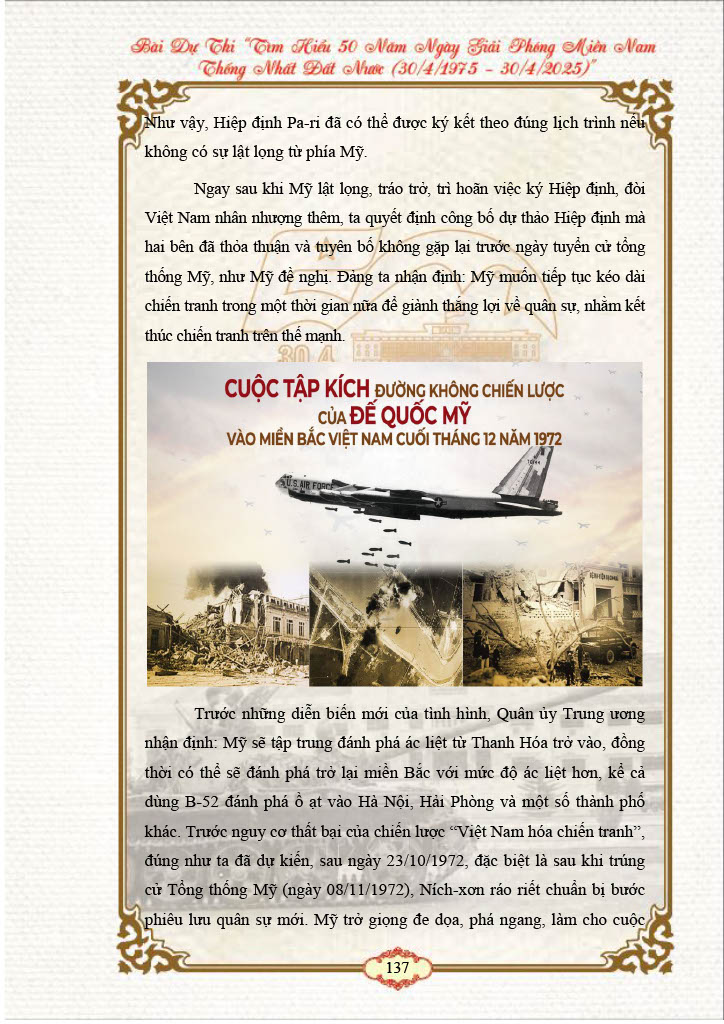 Bài Dự Thi “Tìm Hiểu 50 Năm Ngày Giải Phóng Miền Nam
Thống Nhất Đất Nước (30/4/1975 – 30/4/2025)”
Như vậy, Hiệp định Pa-ri đã có thể được ký kết theo đúng lịch trình nếu
không có sự lật lọng từ phía Mỹ.
Ngay sau khi Mỹ lật lọng, tráo trở, trì hoãn việc ký Hiệp định, đòi
Việt Nam nhân nhượng thêm, ta quyết định công bố dự thảo Hiệp định mà
hai bên đã thỏa thuận và tuyên bố không gặp lại trước ngày tuyển cử tổng
thống Mỹ, như Mỹ đề nghị. Đảng ta nhận định: Mỹ muốn tiếp tục kéo dài
chiến tranh trong một thời gian nữa để giành thắng lợi về quân sự, nhằm kết
thúc chiến tranh trên thế mạnh.
30.4
CUỘC TẬP KÍCH ĐƯỜNG KHÔNG CHIẾN LƯỢC
CỦA ĐẾ QUỐC MỸ
VÀO MIỀN BẮC VIỆT NAM CUỐI THÁNG 12 NĂM 1972
U.S. AIR FORCE
Trước những diễn biến mới của tình hình, Quân ủy Trung ương
nhận định: Mỹ sẽ tập trung đánh phá ác liệt từ Thanh Hóa trở vào, đồng
thời có thể sẽ đánh phá trở lại miền Bắc với mức độ ác liệt hơn, kể cả
dùng B-52 đánh phá ồ ạt vào Hà Nội, Hải Phòng và một số thành phố
khác. Trước nguy cơ thất bại của chiến lược “Việt Nam hóa chiến tranh”,
đúng như ta đã dự kiến, sau ngày 23/10/1972, đặc biệt là sau khi trúng
cử Tổng thống Mỹ (ngày 08/11/1972), Ních-xơn ráo riết chuẩn bị bước
phiêu lưu quân sự mới. Mỹ trở giọng đe dọa, phá ngang, làm cho cuộc
137